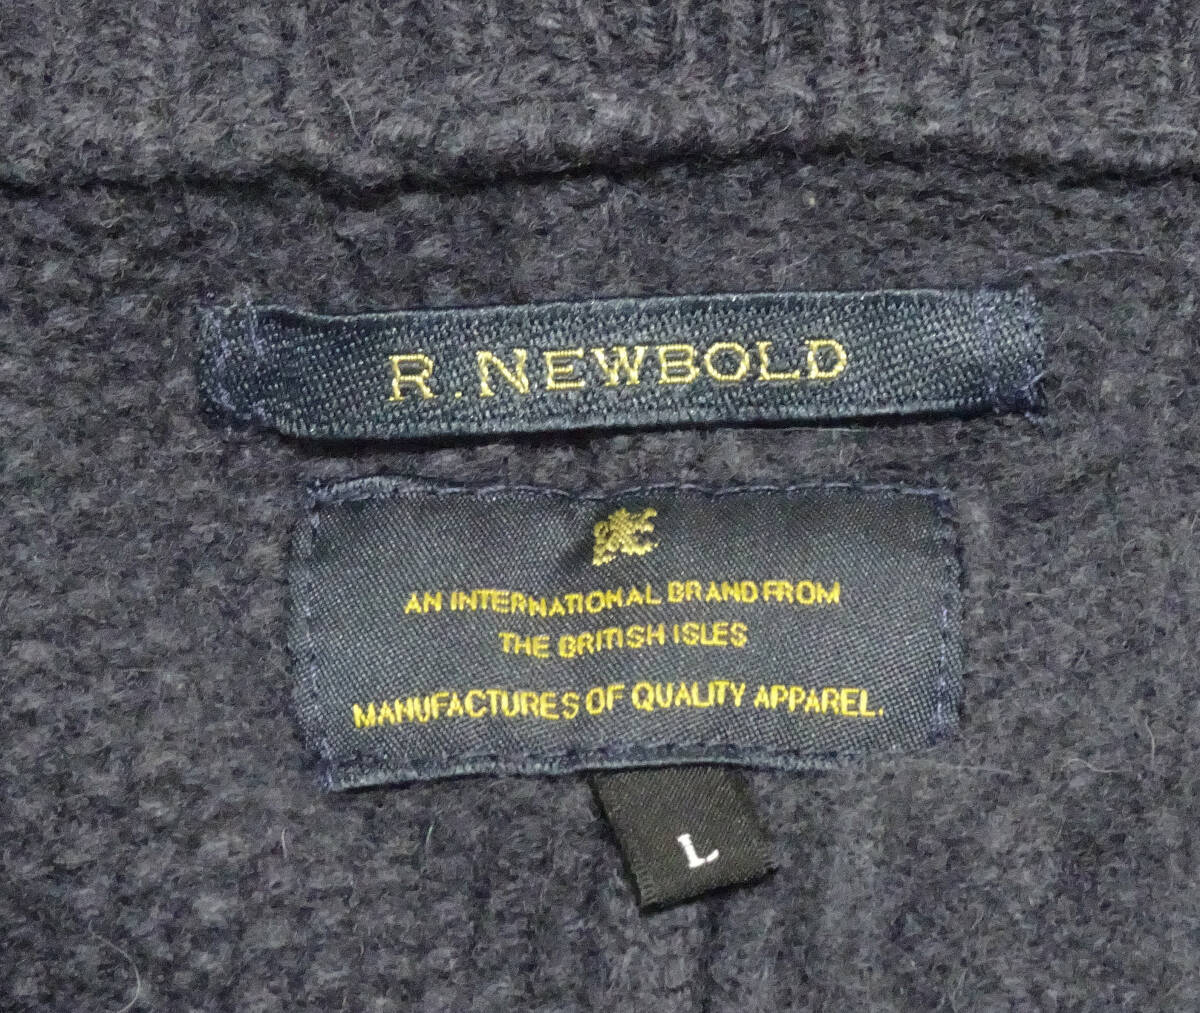 R.NEWBOLD
AN INTERNATIONAL BRAND FROM
THE BRITISH ISLES
MANUFACTURES OF QUALITY APPAREL.
L